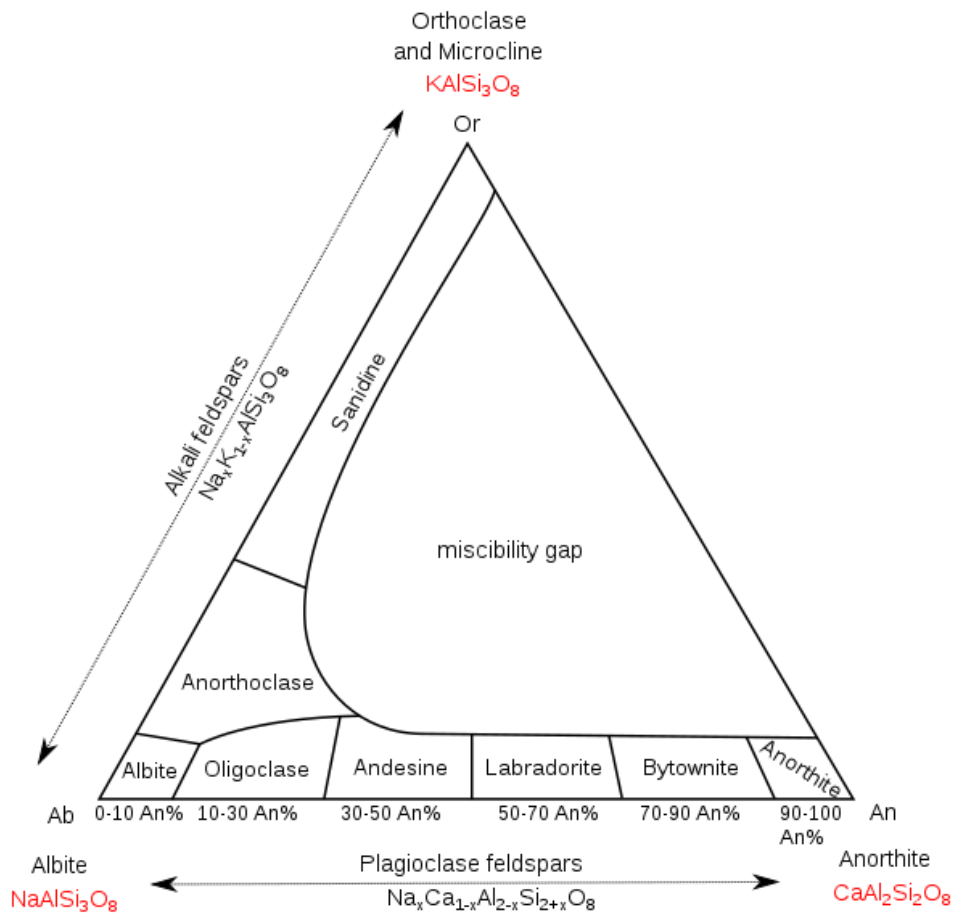 Orthoclase
and Microcline
KAlSi₃O₈
Or
Alkali feldspars
NaₓK₁₋ₓAlSi₃O₈
Sanidine
miscibility gap
Anorthoclase
Albite
Oligoclase
Andesine
Labradorite
Bytownite
Anorthite
Ab
0-10 An%
10-30 An%
30-50 An%
50-70 An%
70-90 An%
90-100
An%
An
Albite
NaAlSi₃O₈
Plagioclase feldspars
NaₓCa₁₋ₓAl₂₋ₓSi₂₊ₓO₈
Anorthite
CaAl₂Si₂O₈